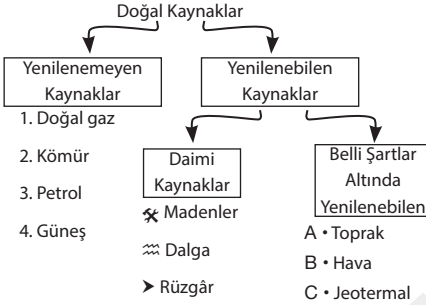 Doğal Kaynaklar
Yenilenemeyen
Kaynaklar
1. Doğal gaz
2. Kömür
3. Petrol
4. Güneş
Yenilenebilen
Kaynaklar
Daimi
Kaynaklar
Madenler
Dalga
Rüzgâr
Belli Şartlar
Altında
Yenilenebilen
A • Toprak
B • Hava
C • Jeotermal